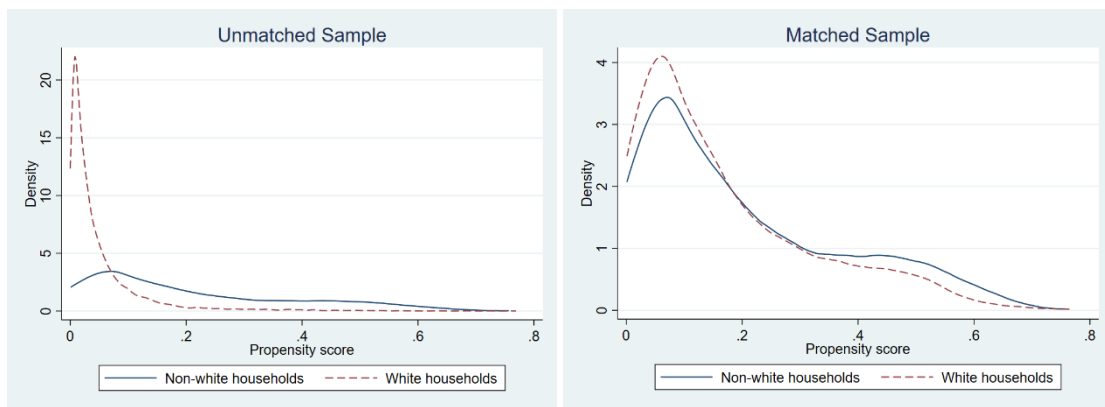 Unmatched Sample
Density
20
15
10
5
0
0 .2 .4 .6 .8
Propensity score
Non-white households White households
Matched Sample
Density
4
3
2
1
0
0 .2 .4 .6 .8
Propensity score
Non-white households White households